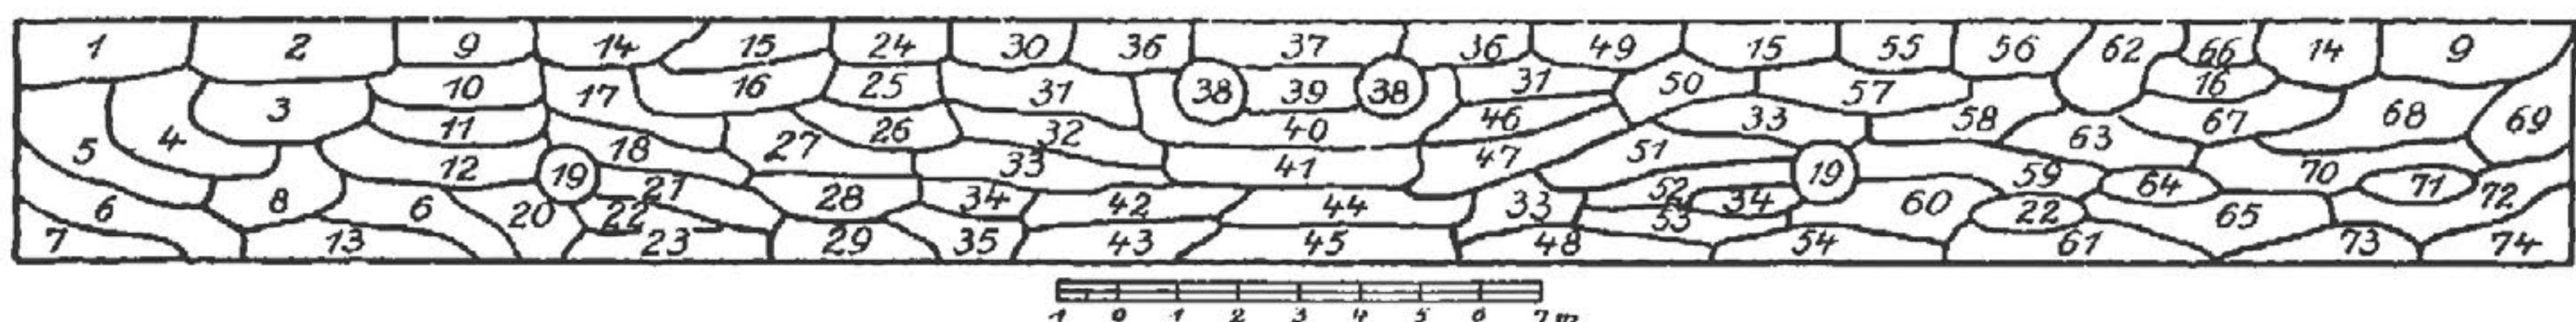 1 2 9 14 15 24 30 36 37 36 49 15 55 56 62 66 14 9
10 17 16 25 31 38 39 38 31 50 57 16 68 69
5 4 3 11 18 27 26 32 40 46 33 58 63 67
12 19 21 33 41 47 51 19 59 64 70 71 72
6 8 6 20 22 28 34 42 44 33 52 34 60 22 65
7 13 23 29 35 43 45 48 53 54 61 73 74
1 0 1 2 3 4 5 6 7 m